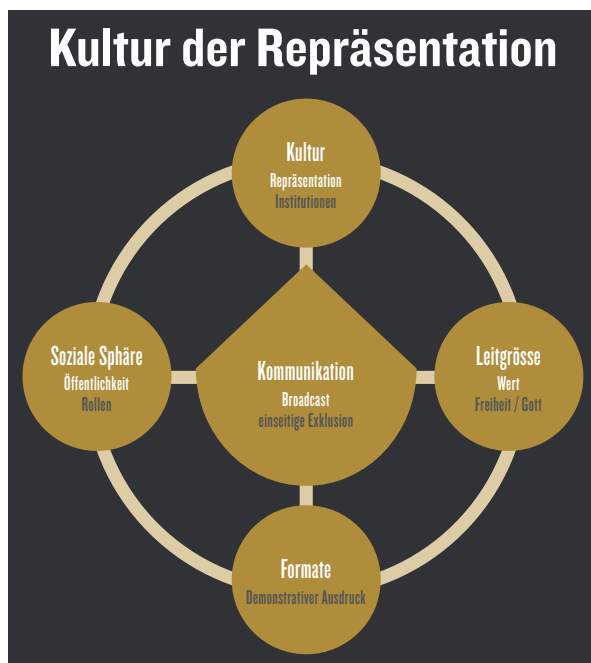 Kultur der Repräsentation
Kultur
Repräsentation
Institutionen
Soziale Sphäre
Öffentlichkeit
Rollen
Kommunikation
Broadcast
einseitige Exklusion
Leitgrösse
Wert
Freiheit / Gott
Formate
Demonstrativer Ausdruck